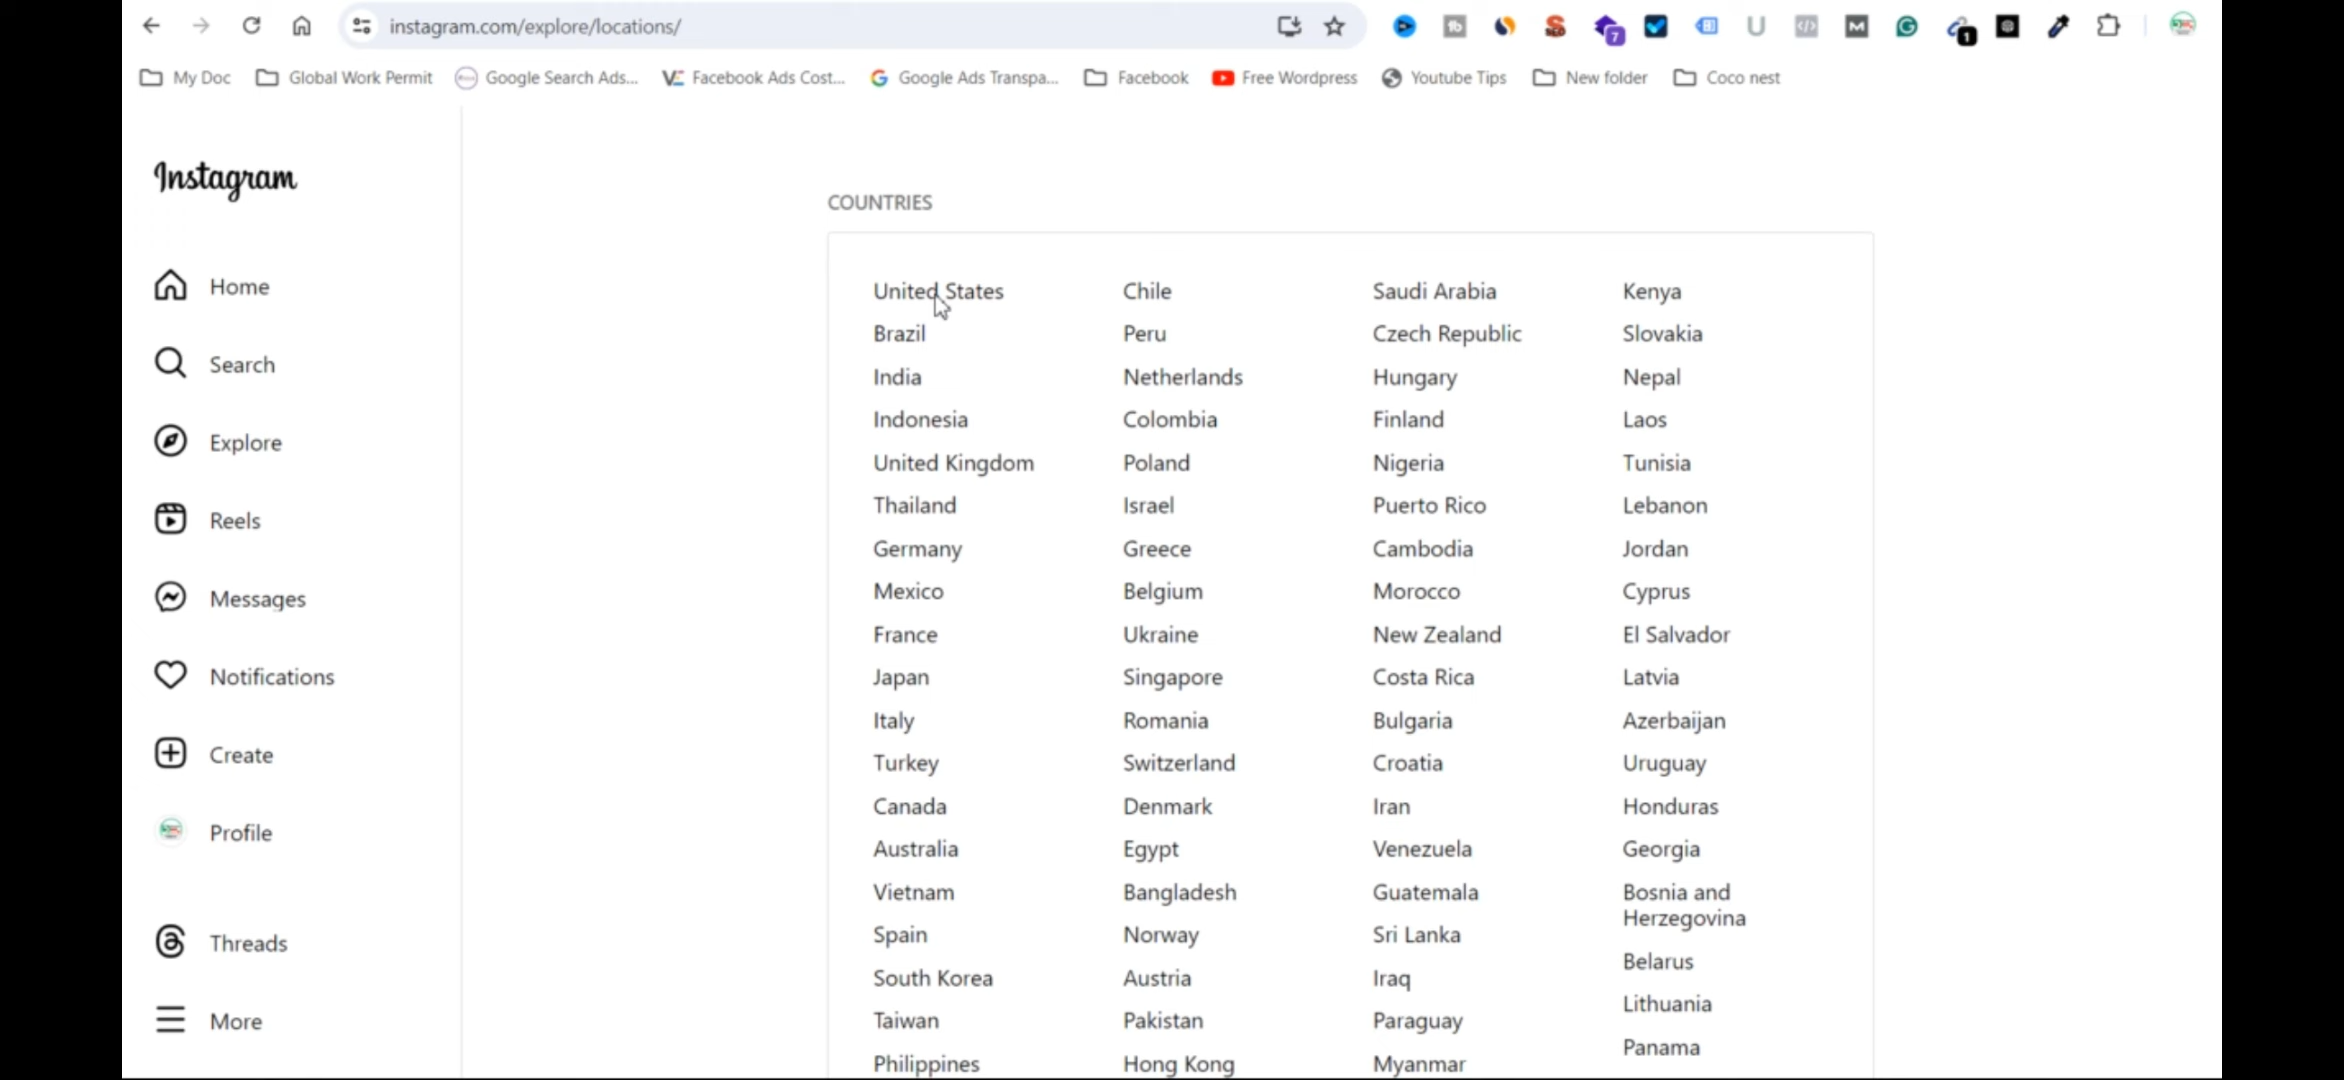 instagram.com/explore/locations/
7
1
My Doc
Global Work Permit
Google Search Ads...
Facebook Ads Cost...
Google Ads Transpa...
Facebook
Free Wordpress
Youtube Tips
New folder
Coco nest
Instagram
Home
Search
Explore
Reels
Messages
Notifications
Create
Profile
Threads
More
COUNTRIES
United States
Brazil
India
Indonesia
United Kingdom
Thailand
Germany
Mexico
France
Japan
Italy
Turkey
Canada
Australia
Vietnam
Spain
South Korea
Taiwan
Philippines
Chile
Peru
Netherlands
Colombia
Poland
Israel
Greece
Belgium
Ukraine
Singapore
Romania
Switzerland
Denmark
Egypt
Bangladesh
Norway
Austria
Pakistan
Hong Kong
Saudi Arabia
Czech Republic
Hungary
Finland
Nigeria
Puerto Rico
Cambodia
Morocco
New Zealand
Costa Rica
Bulgaria
Croatia
Iran
Venezuela
Guatemala
Sri Lanka
Iraq
Paraguay
Myanmar
Kenya
Slovakia
Nepal
Laos
Tunisia
Lebanon
Jordan
Cyprus
El Salvador
Latvia
Azerbaijan
Uruguay
Honduras
Georgia
Bosnia and
Herzegovina
Belarus
Lithuania
Panama